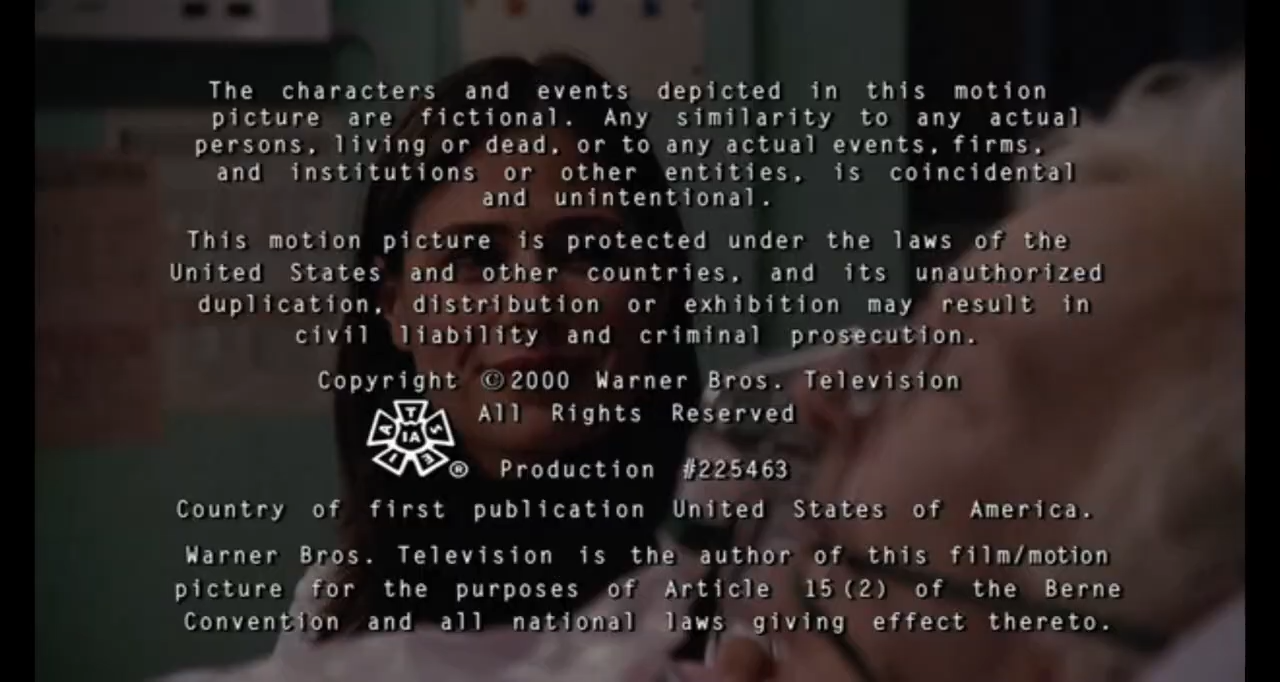 The characters and events depicted in this motion
picture are fictional. Any similarity to any actual
persons, living or dead, or to any actual events, firms,
and institutions or other entities, is coincidental
and unintentional.
This motion picture is protected under the laws of the
United States and other countries, and its unauthorized
duplication, distribution or exhibition may result in
civil liability and criminal prosecution.
Copyright ©2000 Warner Bros. Television
All Rights Reserved
I A T S E
IA ®
Production #225463
Country of first publication United States of America.
Warner Bros. Television is the author of this film/motion
picture for the purposes of Article 15(2) of the Berne
Convention and all national laws giving effect thereto.